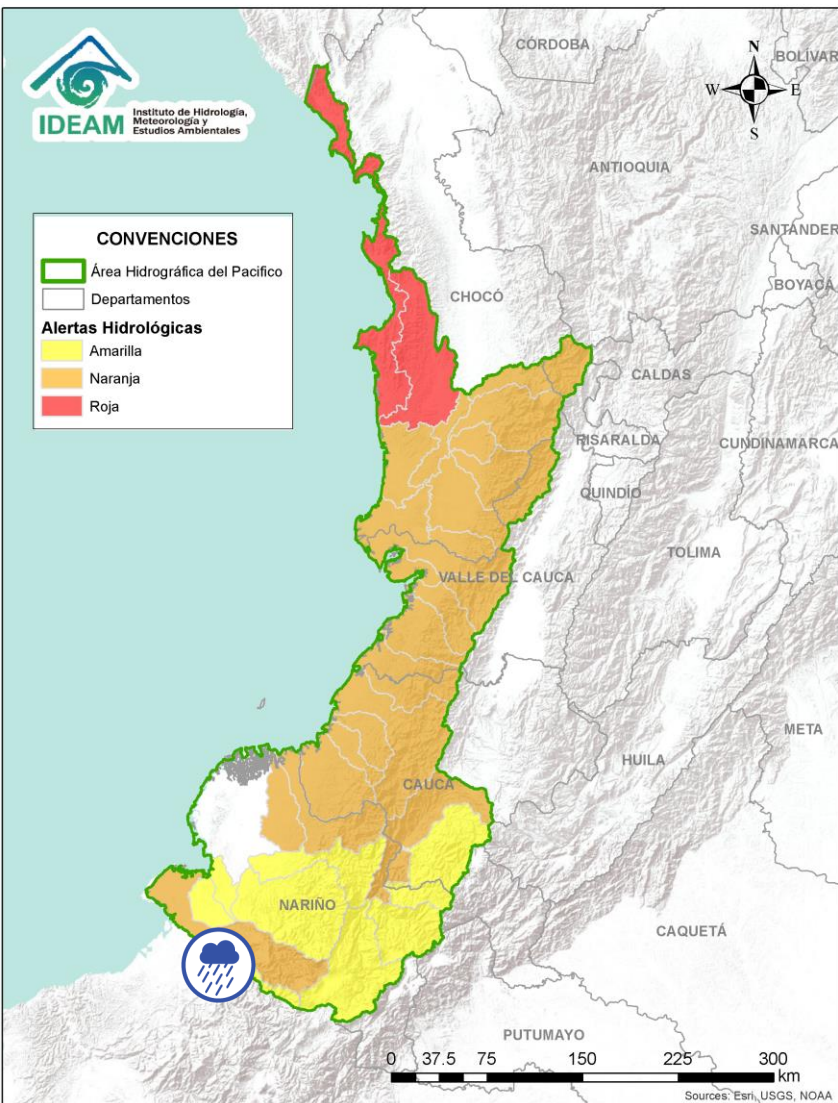 IDEAM
Instituto de Hidrología,
Meteorología y
Estudios Ambientales
CONVENCIONES
Área Hidrográfica del Pacifico
Departamentos
Alertas Hidrológicas
Amarilla
Naranja
Roja
N
W E
S
CÓRDOBA
BOLÍVAR
ANTIOQUIA
SANTANDER
BOYACÁ
CHOCÓ
CALDAS
RISARALDA
CUNDINAMARCA
QUINDÍO
TOLIMA
VALLE DEL CAUCA
META
HUILA
CAUCA
NARIÑO
CAQUETÁ
PUTUMAYO
0 37.5 75 150 225 300
km
Sources: Esri, USGS, NOAA